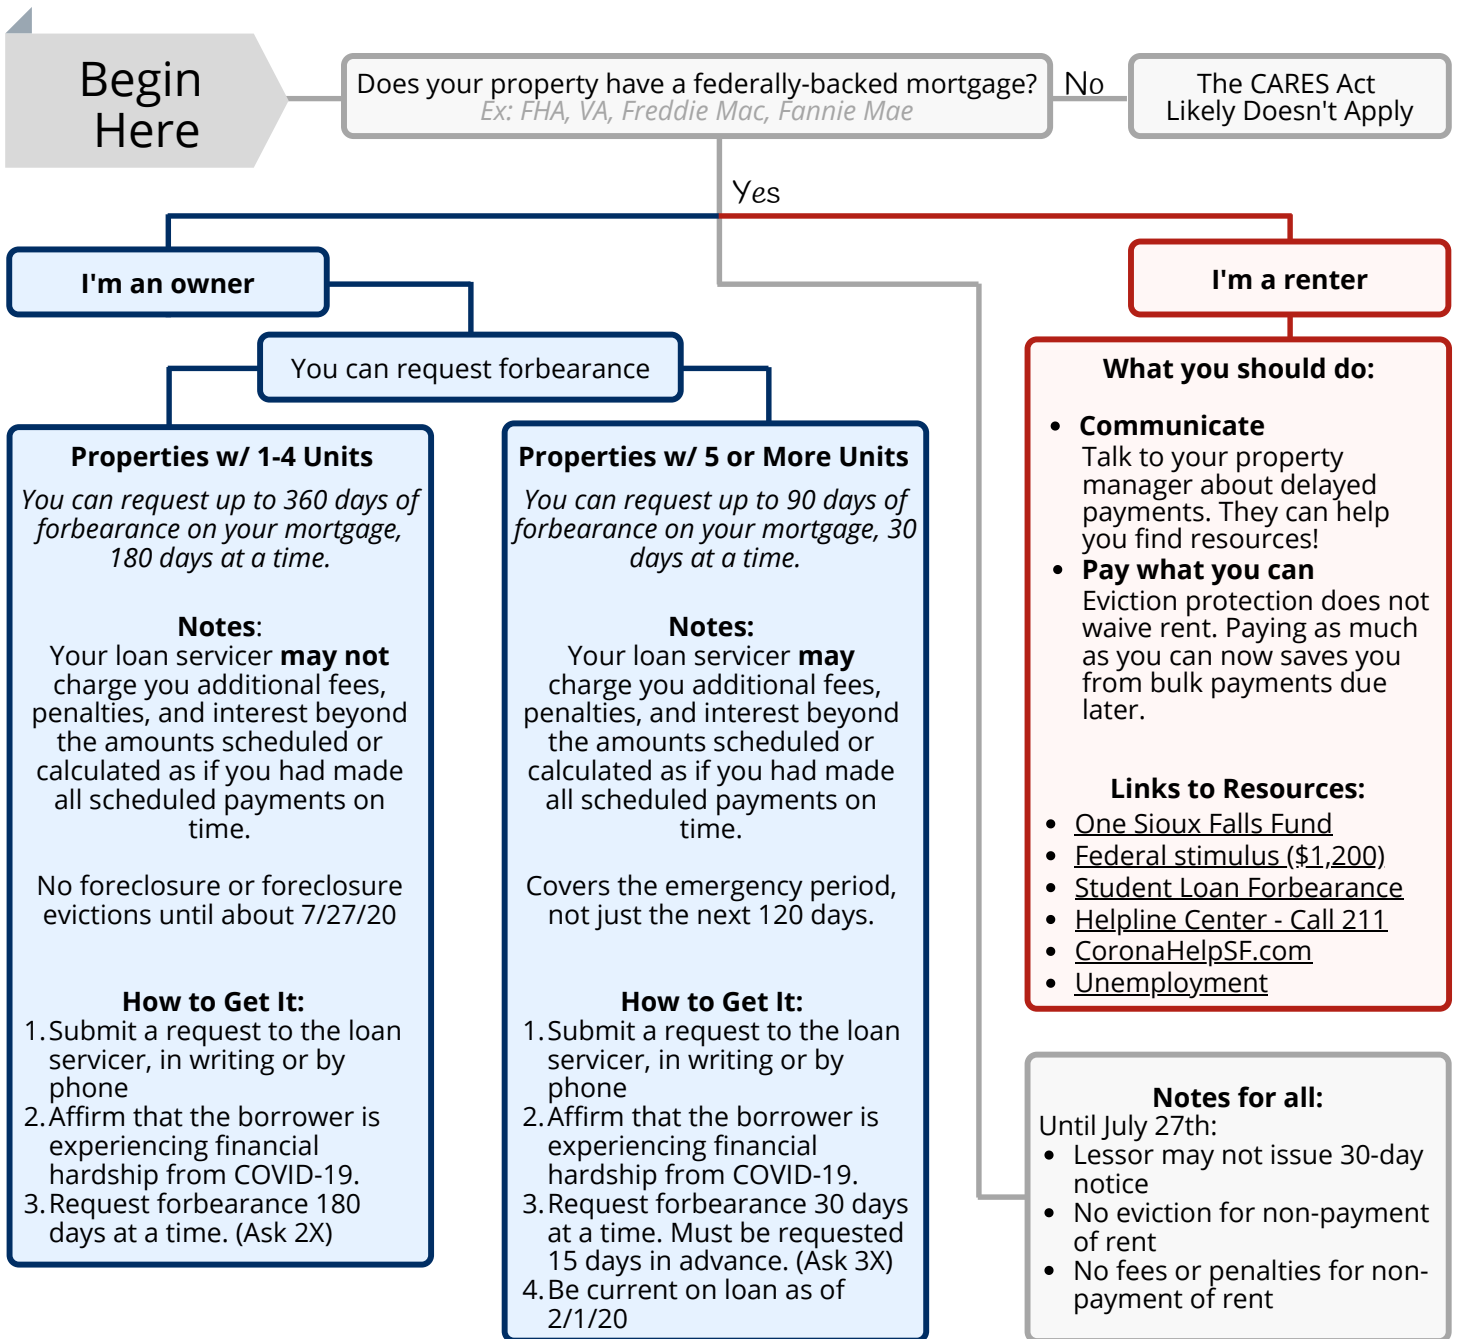 Begin
Here
Does your property have a federally-backed mortgage?
Ex: FHA, VA, Freddie Mac, Fannie Mae
No
The CARES Act
Likely Doesn't Apply
Yes
I'm an owner
I'm a renter
You can request forbearance
Properties w/ 1-4 Units
You can request up to 360 days of
forbearance on your mortgage,
180 days at a time.
Notes:
Your loan servicer may not
charge you additional fees,
penalties, and interest beyond
the amounts scheduled or
calculated as if you had made
all scheduled payments on
time.
No foreclosure or foreclosure
evictions until about 7/27/20
How to Get It:
1. Submit a request to the loan
servicer, in writing or by
phone
2. Affirm that the borrower is
experiencing financial
hardship from COVID-19.
3. Request forbearance 180
days at a time. (Ask 2X)
Properties w/ 5 or More Units
You can request up to 90 days of
forbearance on your mortgage, 30
days at a time.
Notes:
Your loan servicer may
charge you additional fees,
penalties, and interest beyond
the amounts scheduled or
calculated as if you had made
all scheduled payments on
time.
Covers the emergency period,
not just the next 120 days.
How to Get It:
1. Submit a request to the loan
servicer, in writing or by
phone
2. Affirm that the borrower is
experiencing financial
hardship from COVID-19.
3. Request forbearance 30 days
at a time. Must be requested
15 days in advance. (Ask 3X)
4. Be current on loan as of
2/1/20
What you should do:
• Communicate
Talk to your property
manager about delayed
payments. They can help
you find resources!
• Pay what you can
Eviction protection does not
waive rent. Paying as much
as you can now saves you
from bulk payments due
later.
Links to Resources:
• One Sioux Falls Fund
• Federal stimulus ($1,200)
• Student Loan Forbearance
• Helpline Center - Call 211
• CoronaHelpSF.com
• Unemployment
Notes for all:
Until July 27th:
• Lessor may not issue 30-day
notice
• No eviction for non-payment
of rent
• No fees or penalties for non-
payment of rent